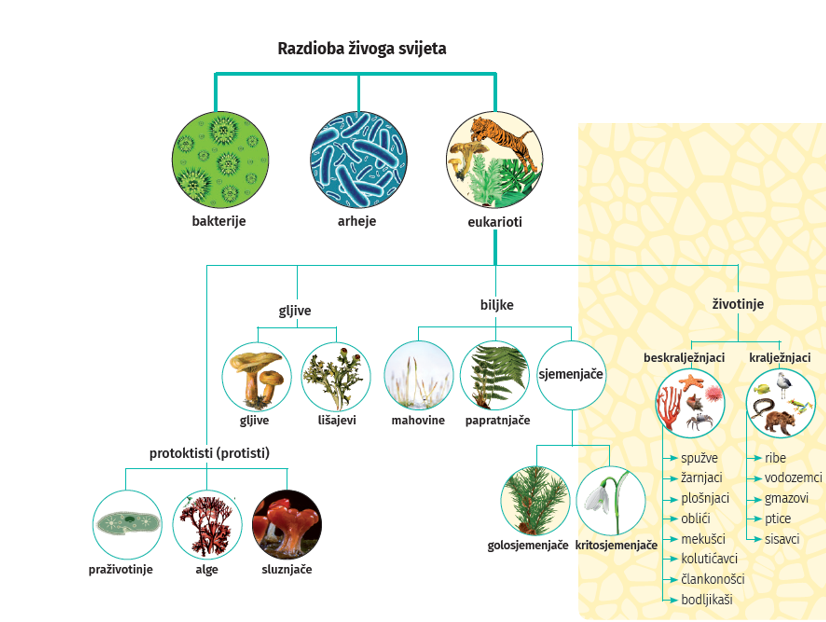 Razdioba živoga svijeta
bakterije
arheje
eukarioti
gljive
biljke
životinje
beskralježnjaci
kralježnjaci
sjemenjače
gljive
lišajevi
mahovine
papratnjače
protoktisti (protisti)
spužve
žarnjaci
plošnjaci
oblići
mekušci
kolutićavci
člankonošci
bodljikaši
ribe
vodozemci
gmazovi
ptice
sisavci
golosjemenjače
kritosjemenjače
praživotinje
alge
sluznjače